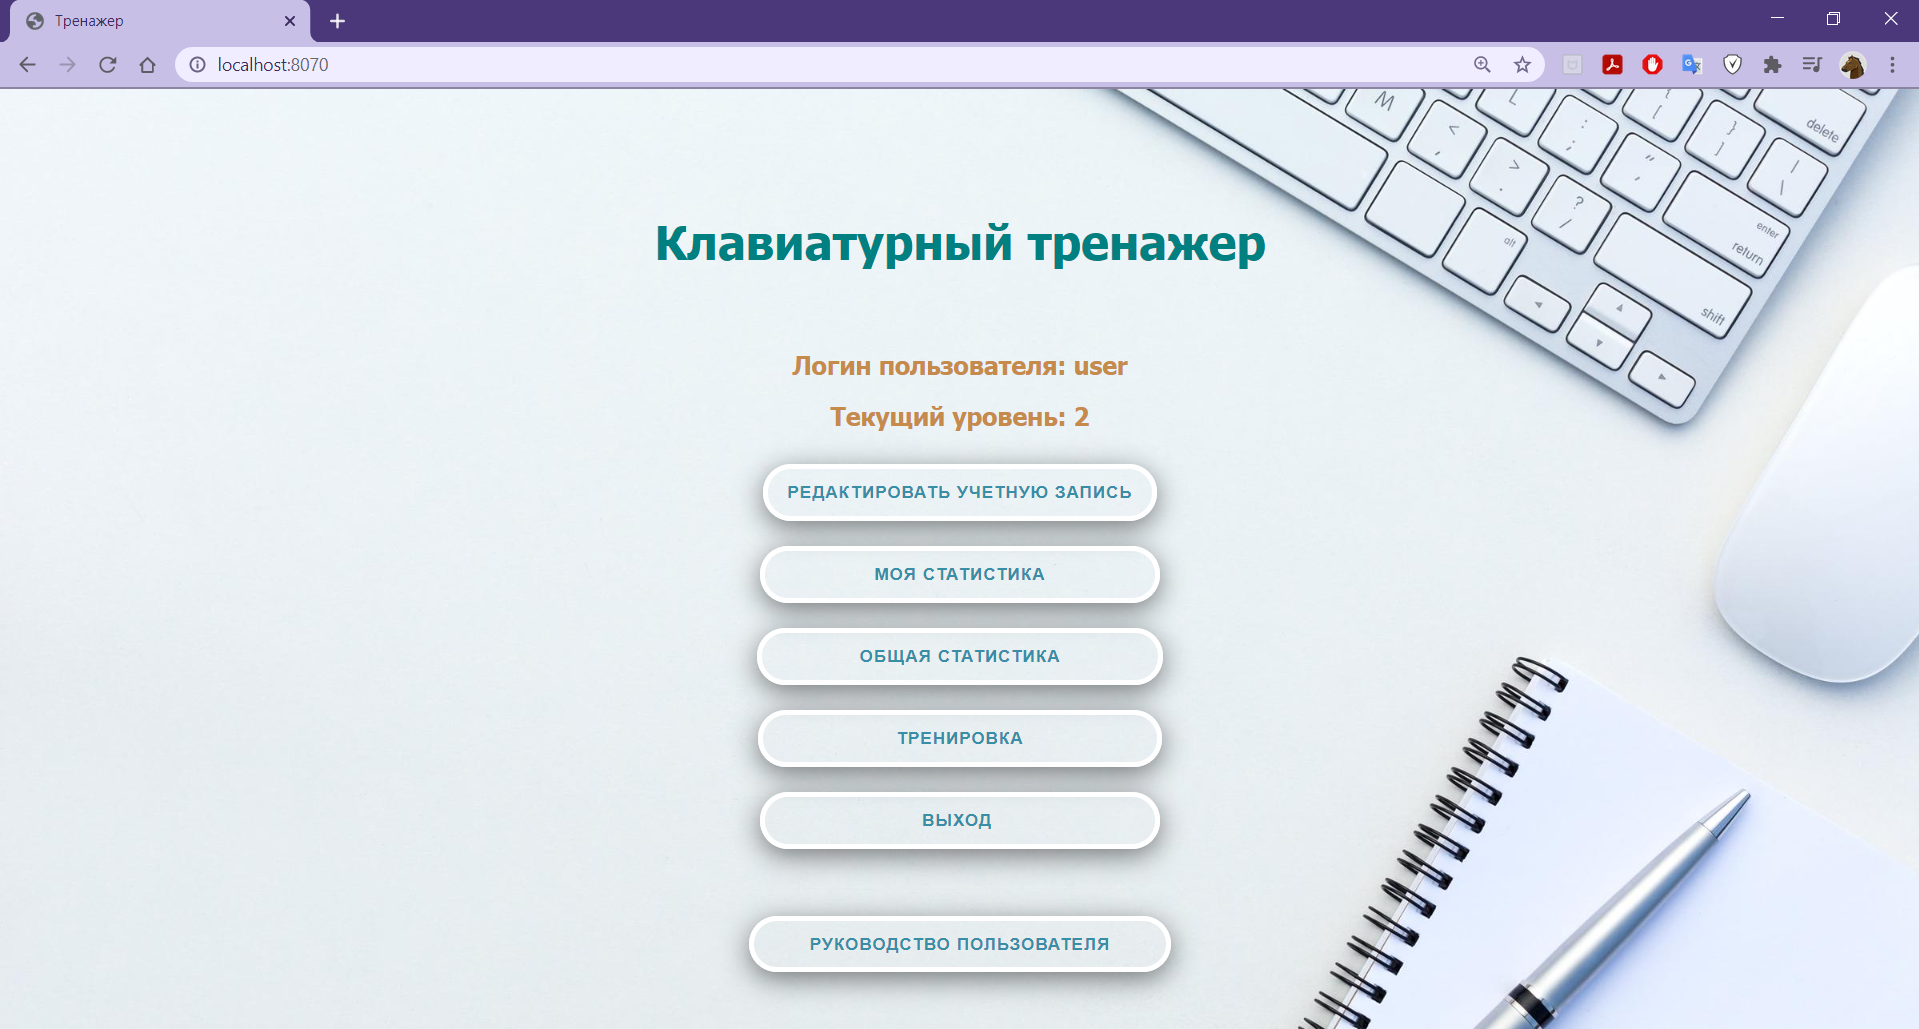 Тренажер
localhost:8070
M
L
:
;
{
[
}
]
|
\
delete
<
,
>
.
"
,
?
/
enter
return
alt
shift
Клавиатурный тренажер
Логин пользователя: user
Текущий уровень: 2
РЕДАКТИРОВАТЬ УЧЕТНУЮ ЗАПИСЬ
МОЯ СТАТИСТИКА
ОБЩАЯ СТАТИСТИКА
ТРЕНИРОВКА
ВЫХОД
РУКОВОДСТВО ПОЛЬЗОВАТЕЛЯ